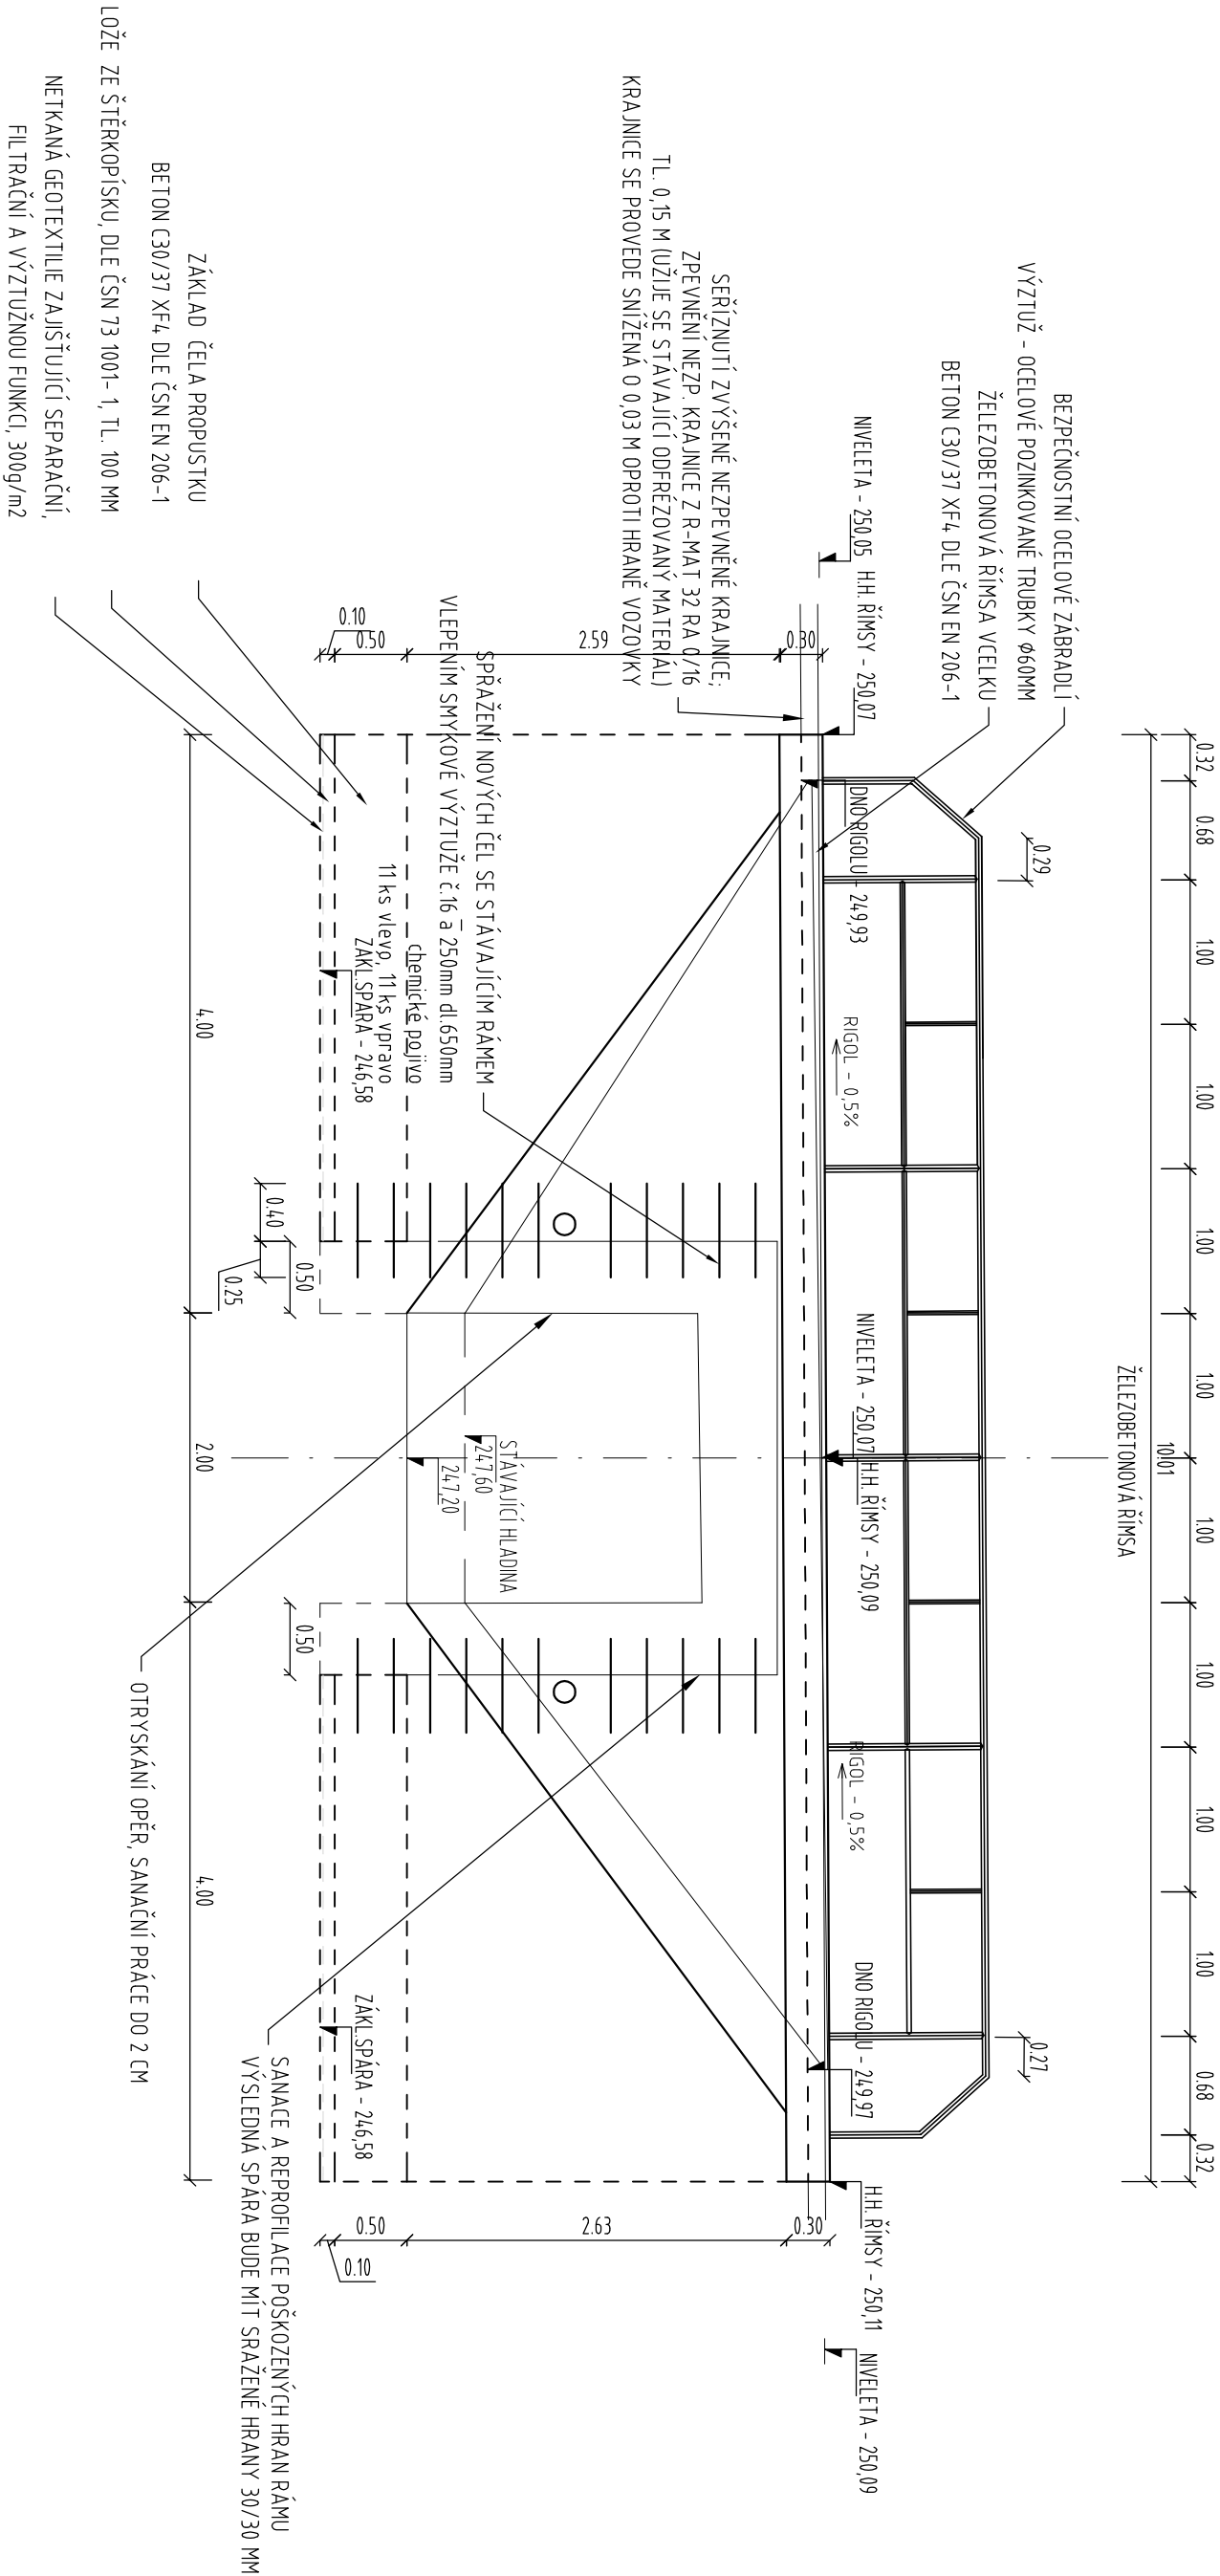 0.32
0.68
1.00
1.00
1.00
1.00
1.00
1.00
1.00
1.00
0.68
0.32
10.01
ŽELEZOBETONOVÁ ŘÍMSA
BEZPEČNOSTNÍ OCELOVÉ ZÁBRADLÍ
VÝZTUŽ - OCELOVÉ POZINKOVANÉ TRUBKY ϕ60MM
ŽELEZOBETONOVÁ ŘÍMSA VCELKU
BETON C30/37 XF4 DLE ČSN EN 206-1
0.29
0.27
NIVELETA - 250,05
H.H. ŘÍMSY - 250,07
DNO RIGOLU - 249,93
RIGOL - 0,5%
NIVELETA - 250,07
H.H. ŘÍMSY - 250,09
RIGOL - 0,5%
DNO RIGOLU - 249,97
H.H. ŘÍMSY - 250,11
NIVELETA - 250,09
SEŘÍZNUTÍ ZVÝŠENÉ NEZPEVNĚNÉ KRAJNICE;
ZPEVNĚNÍ NEZP. KRAJNICE Z R-MAT 32 RA 0/16
TL. 0,15 M (UŽIJE SE STÁVAJÍCÍ ODFRÉZOVANÝ MATERIÁL)
KRAJNICE SE PROVEDE SNÍŽENÁ O 0,03 M OPROTI HRANĚ VOZOVKY
0.30
2.59
0.50
0.10
0.30
2.63
0.50
0.10
SPŘAŽENÍ NOVÝCH ČEL SE STÁVAJÍCÍM RÁMEM
VLEPENÍM SMYKOVÉ VÝZTUŽE č.16 a 250mm dl.650mm
chemické pojivo
11 ks vlevo, 11 ks vpravo
ZÁKL.SPÁRA - 246,58
STÁVAJÍCÍ HLADINA
247,60
247,20
ZÁKL.SPÁRA - 246,58
0.50
0.40
0.25
0.50
4.00
2.00
4.00
ZÁKLAD ČELA PROPUSTKU
BETON C30/37 XF4 DLE ČSN EN 206-1
LOŽE ZE ŠTĚRKOPÍSKU, DLE ČSN 73 1001- 1, TL. 100 MM
NETKANÁ GEOTEXTILIE ZAJIŠŤUJÍCÍ SEPARAČNÍ,
FILTRAČNÍ A VÝZTUŽNOU FUNKCI, 300g/m2
OTRYSKÁNÍ OPĚR, SANAČNÍ PRÁCE DO 2 CM
SANACE A REPROFILACE POŠKOZENÝCH HRAN RÁMU
VÝSLEDNÁ SPÁRA BUDE MÍT SRAŽENÉ HRANY 30/30 MM